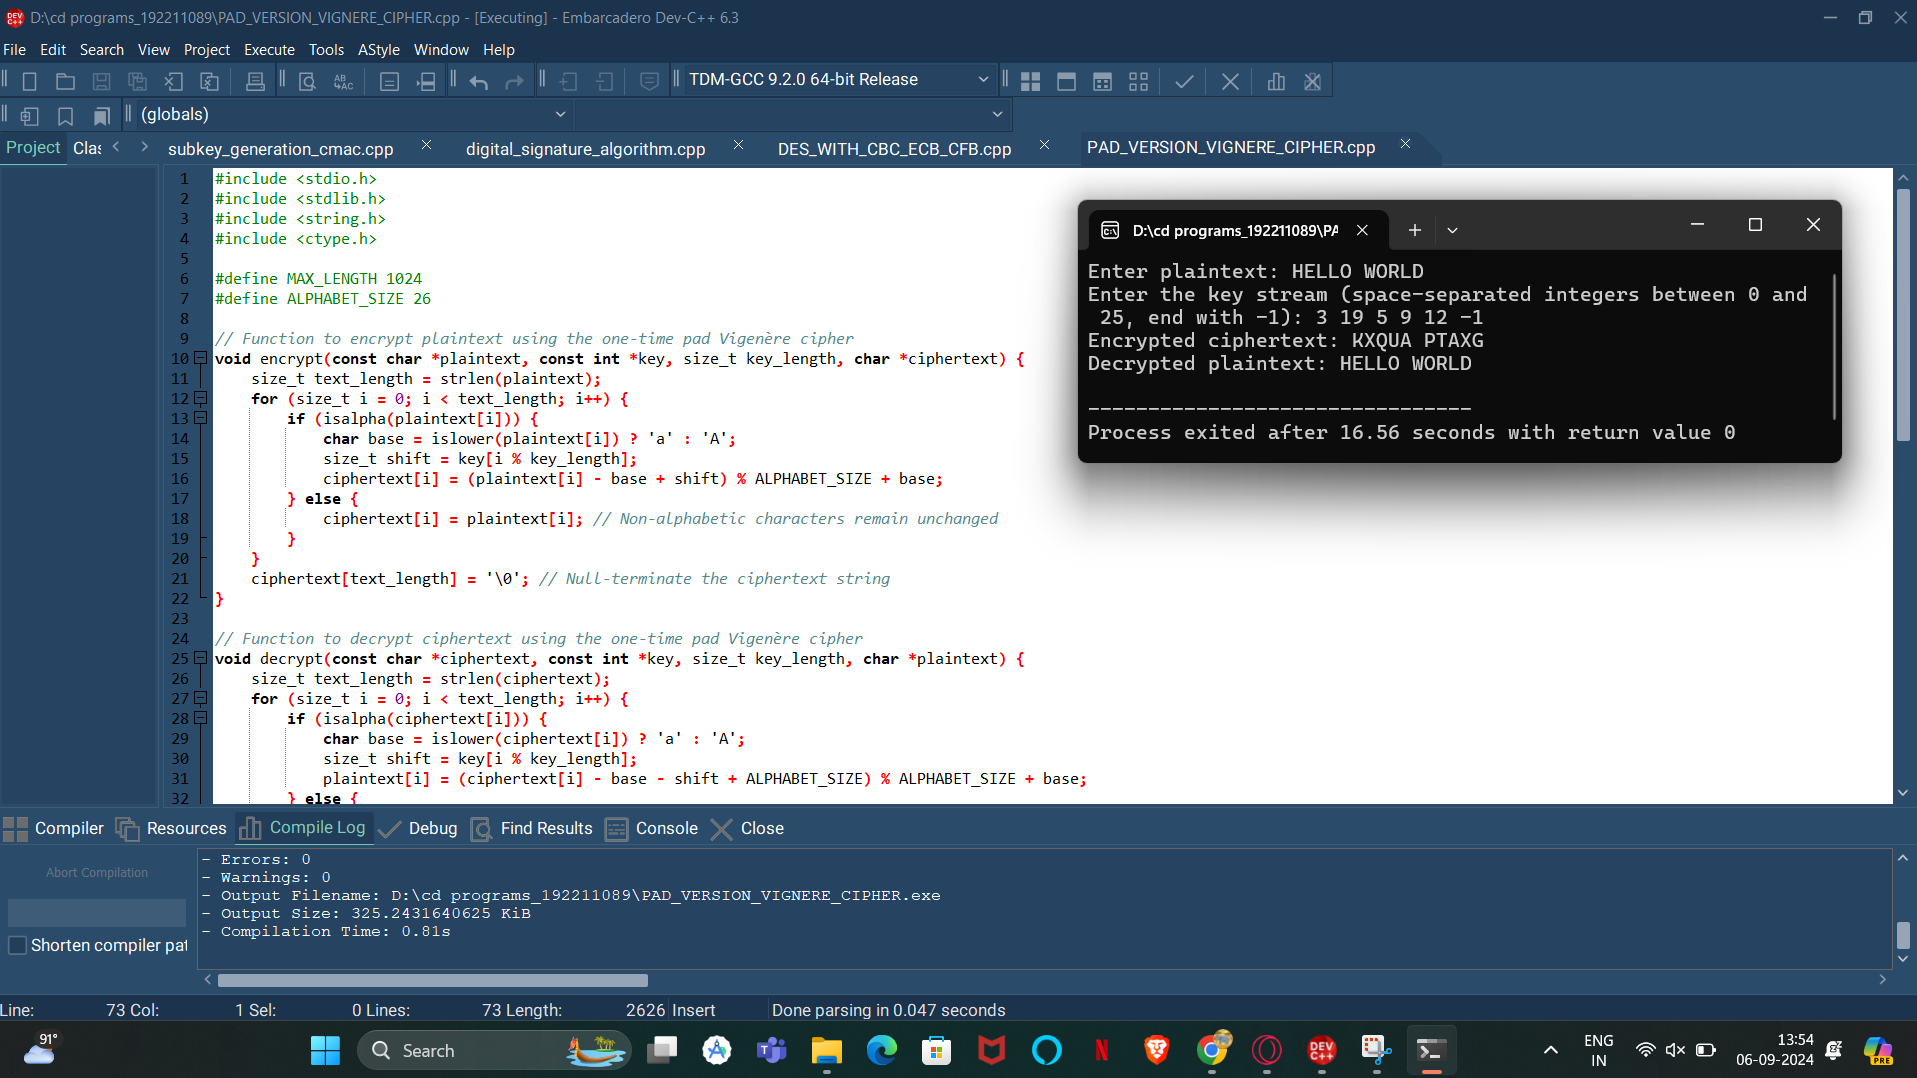 D:\cd programs_192211089\PAD_VERSION_VIGNERE_CIPHER.cpp - [Executing] - Embarcadero Dev-C++ 6.3
File Edit Search View Project Execute Tools AStyle Window Help
TDM-GCC 9.2.0 64-bit Release
(globals)
Project Clas subkey_generation_cmac.cpp digital_signature_algorithm.cpp DES_WITH_CBC_ECB_CFB.cpp PAD_VERSION_VIGNERE_CIPHER.cpp
1 #include <stdio.h>
2 #include <stdlib.h>
3 #include <string.h>
4 #include <ctype.h>
5
6 #define MAX_LENGTH 1024
7 #define ALPHABET_SIZE 26
8
9 // Function to encrypt plaintext using the one-time pad Vigenère cipher
10 void encrypt(const char *plaintext, const int *key, size_t key_length, char *ciphertext) {
11 size_t text_length = strlen(plaintext);
12 for (size_t i = 0; i < text_length; i++) {
13 if (isalpha(plaintext[i])) {
14 char base = islower(plaintext[i]) ? 'a' : 'A';
15 size_t shift = key[i % key_length];
16 ciphertext[i] = (plaintext[i] - base + shift) % ALPHABET_SIZE + base;
17 } else {
18 ciphertext[i] = plaintext[i]; // Non-alphabetic characters remain unchanged
19 }
20 }
21 ciphertext[text_length] = '\0'; // Null-terminate the ciphertext string
22 }
23
24 // Function to decrypt ciphertext using the one-time pad Vigenère cipher
25 void decrypt(const char *ciphertext, const int *key, size_t key_length, char *plaintext) {
26 size_t text_length = strlen(ciphertext);
27 for (size_t i = 0; i < text_length; i++) {
28 if (isalpha(ciphertext[i])) {
29 char base = islower(ciphertext[i]) ? 'a' : 'A';
30 size_t shift = key[i % key_length];
31 plaintext[i] = (ciphertext[i] - base - shift + ALPHABET_SIZE) % ALPHABET_SIZE + base;
32 } else {
D:\cd programs_192211089\PA
Enter plaintext: HELLO WORLD
Enter the key stream (space-separated integers between 0 and
25, end with -1): 3 19 5 9 12 -1
Encrypted ciphertext: KXQUA PTAXG
Decrypted plaintext: HELLO WORLD
--------------------------------
Process exited after 16.56 seconds with return value 0
Compiler Resources Compile Log Debug Find Results Console Close
Abort Compilation
Shorten compiler pat
- Errors: 0
- Warnings: 0
- Output Filename: D:\cd programs_192211089\PAD_VERSION_VIGNERE_CIPHER.exe
- Output Size: 325.2431640625 KiB
- Compilation Time: 0.81s
Line: 73 Col: 1 Sel: 0 Lines: 73 Length: 2626 Insert Done parsing in 0.047 seconds
91°
Search
ENG
IN
13:54
06-09-2024